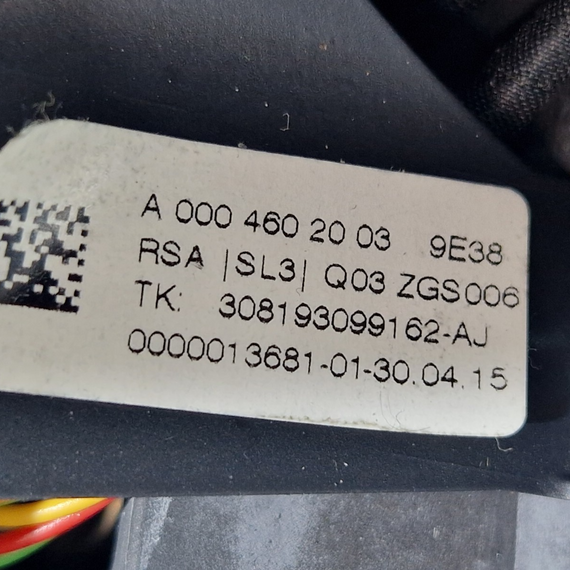 A 000 460 20 03 9E38
RSA |SL3| Q03 ZGS006
TK: 308193099162-AJ
0000013681-01-30.04.15